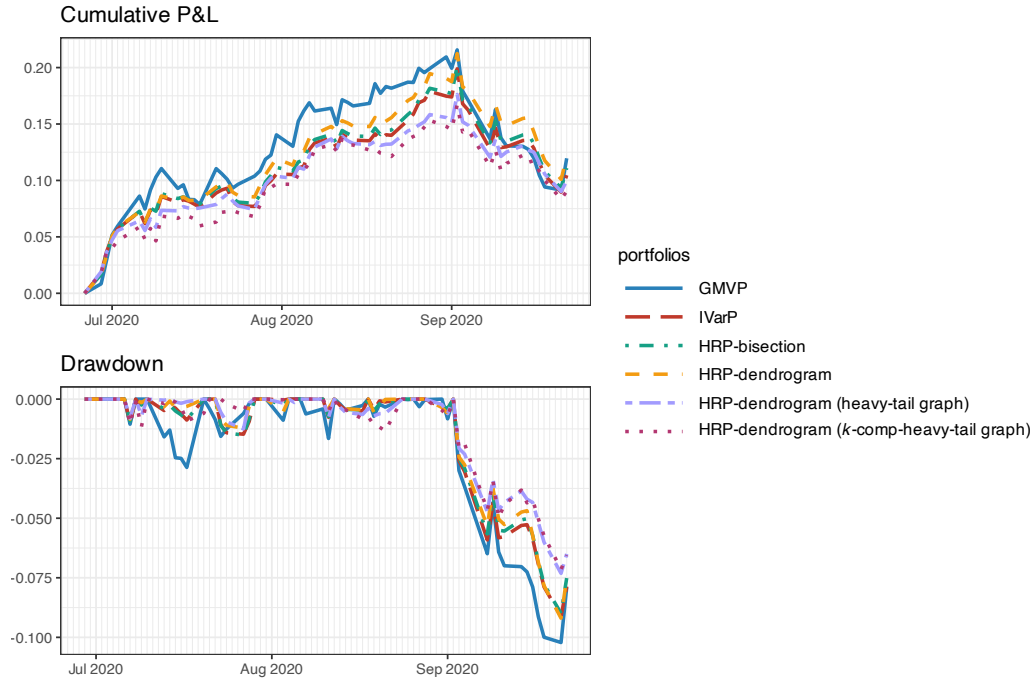 Cumulative P&L
0.20
0.15
0.10
0.05
0.00
Jul 2020
Aug 2020
Sep 2020
portfolios
GMVP
IVarP
HRP-bisection
HRP-dendrogram
HRP-dendrogram (heavy-tail graph)
HRP-dendrogram (k-comp-heavy-tail graph)
Drawdown
0.000
-0.025
-0.050
-0.075
-0.100
Jul 2020
Aug 2020
Sep 2020